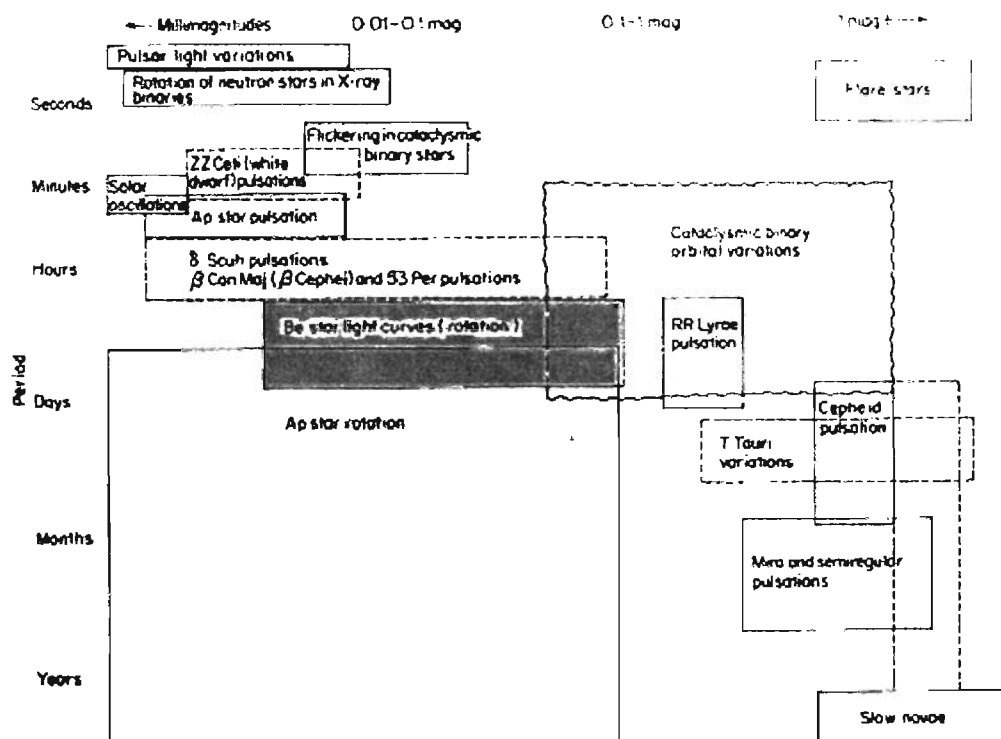 ← Millimagnitudes 0.01–0.1 mag 0.1–1 mag 1 mag + →
Pulsar light variations
Rotation of neutron stars in X-ray
binaries
Seconds
Flare stars
Flickering in cataclysmic
binary stars
ZZ Ceti (white
dwarf) pulsations
Minutes
Solar
oscillations
Ap star pulsation
Cataclysmic binary
orbital variations
Hours
δ Scuti pulsations
β Can Maj (β Cephei) and 53 Per pulsations
Be star light curves (rotation?)
RR Lyrae
pulsation
Period
Days
Cepheid
pulsation
Ap star rotation
T Tauri
variations
Months
Mira and semiregular
pulsations
Years
Slow novae